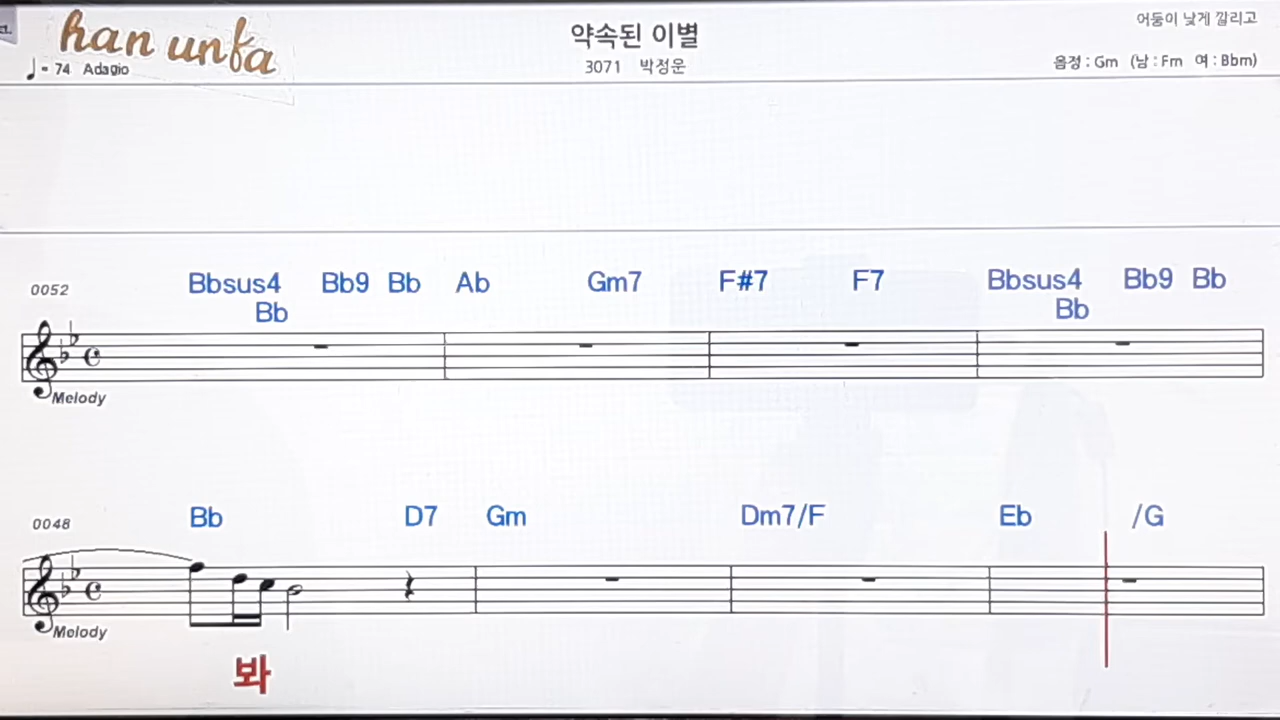 han unfa
♩= 74 Adagio
약속된 이별
3071 박정운
어둠이 낮게 깔리고
음정 : Gm (남 : Fm 여 : Bbm)
0052
Bbsus4 Bb9 Bb Ab Gm7 F#7 F7 Bbsus4 Bb9 Bb
Bb Bb
Melody
0048
Bb D7 Gm Dm7/F Eb /G
Melody
봐